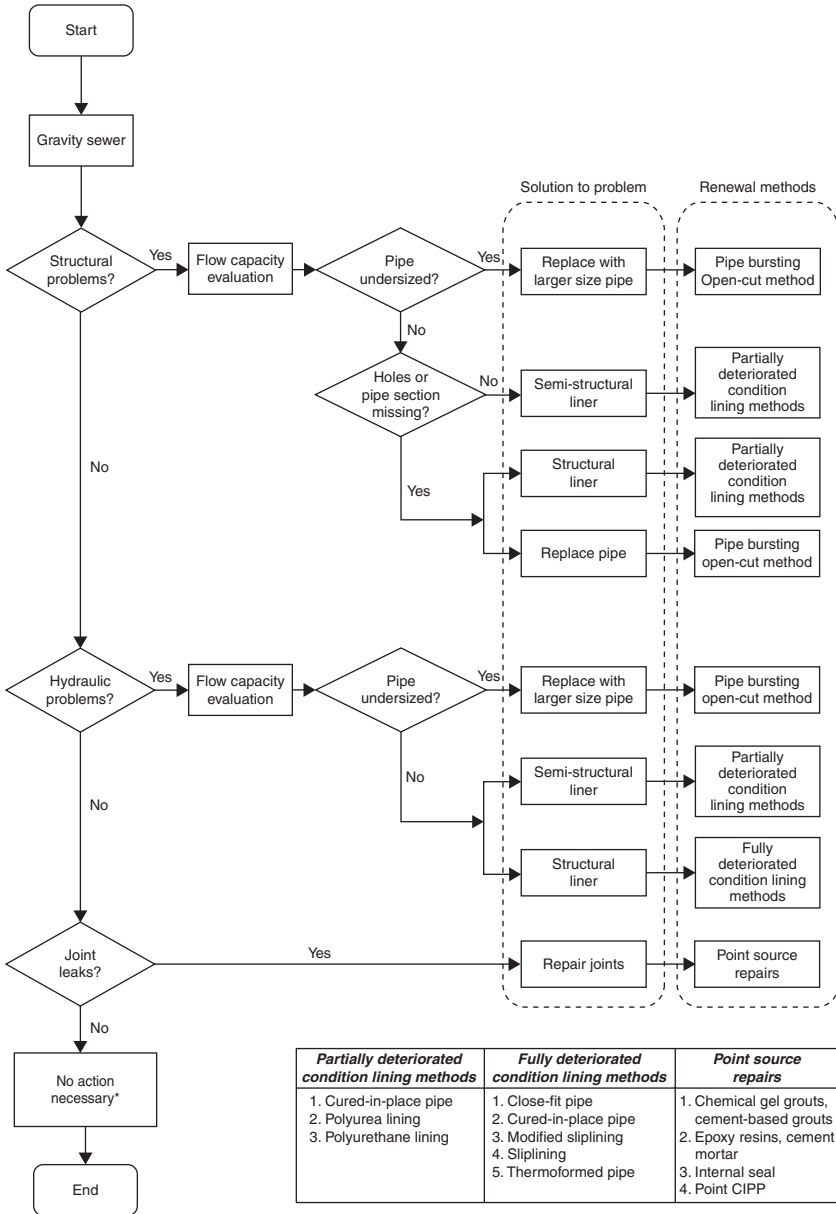 Start
Gravity sewer
Solution to problem
Renewal methods
Structural
problems?
Yes
Flow capacity
evaluation
Pipe
undersized?
Yes
Replace with
larger size pipe
Pipe bursting
Open-cut method
No
Holes or
pipe section
missing?
No
Semi-structural
liner
Partially
deteriorated
condition
lining methods
No
Yes
Structural
liner
Partially
deteriorated
condition
lining methods
Replace pipe
Pipe bursting
open-cut method
Hydraulic
problems?
Yes
Flow capacity
evaluation
Pipe
undersized?
Yes
Replace with
larger size pipe
Pipe bursting
open-cut method
No
No
Semi-structural
liner
Partially
deteriorated
condition
lining methods
Structural
liner
Fully
deteriorated
condition lining
methods
Joint
leaks?
Yes
Repair joints
Point source
repairs
No
No action
necessary*
End
Partially deteriorated
condition lining methods
1. Cured-in-place pipe
2. Polyurea lining
3. Polyurethane lining
Fully deteriorated
condition lining methods
1. Close-fit pipe
2. Cured-in-place pipe
3. Modified sliplining
4. Sliplining
5. Thermoformed pipe
Point source
repairs
1. Chemical gel grouts,
cement-based grouts
2. Epoxy resins, cement
mortar
3. Internal seal
4. Point CIPP